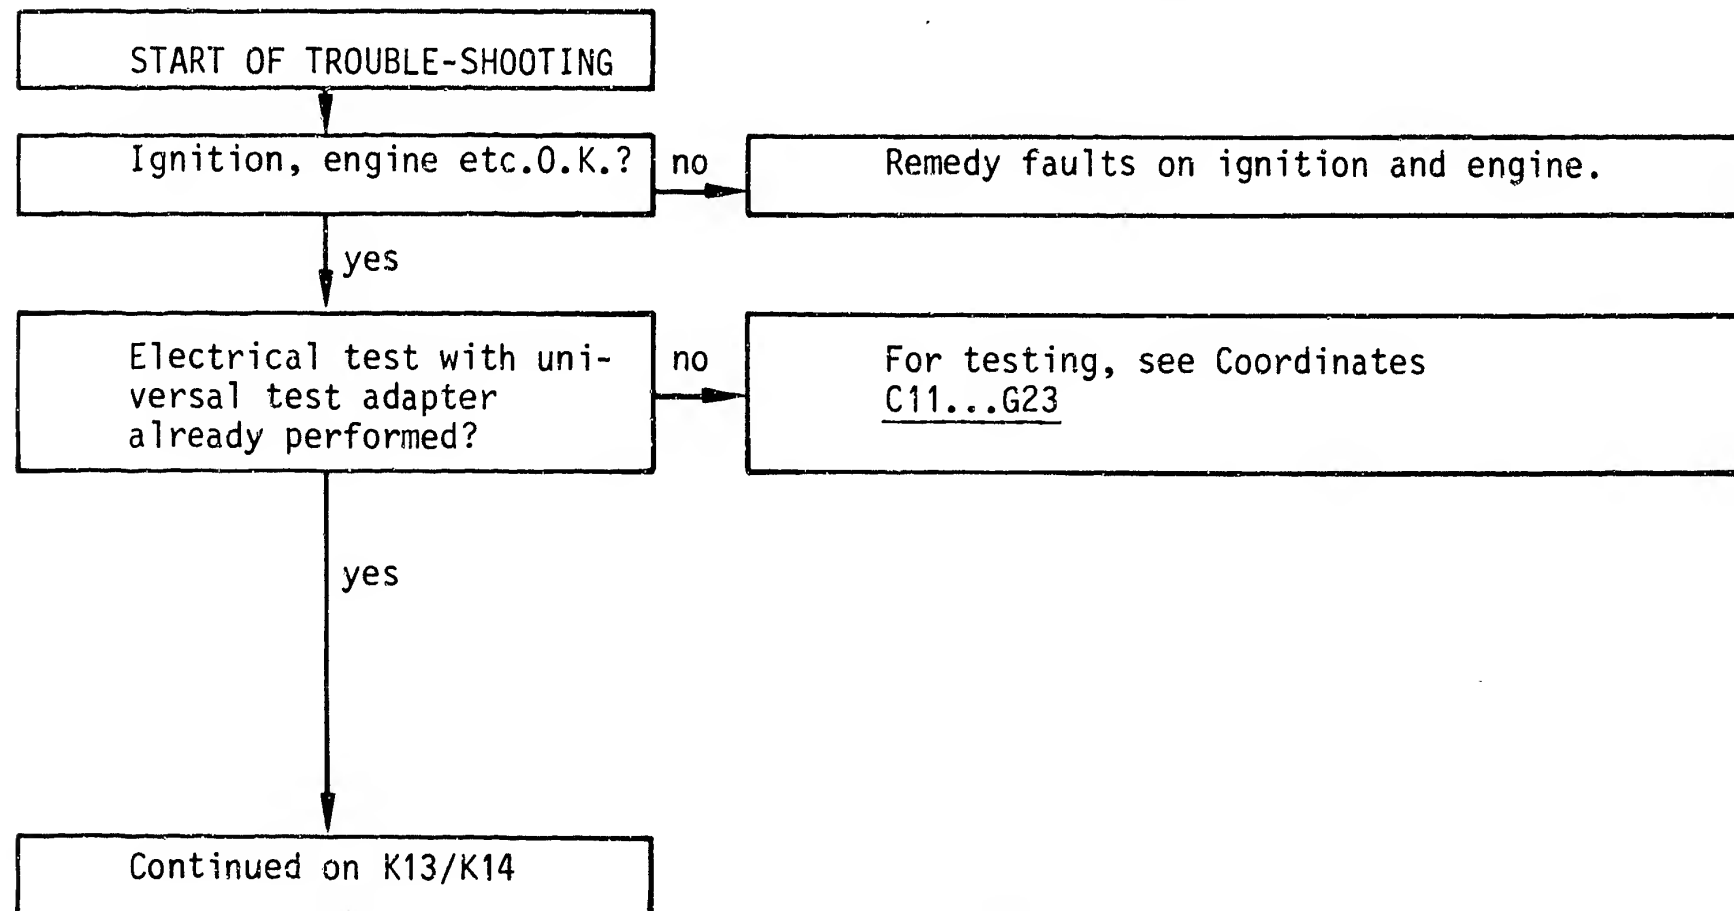 START OF TROUBLE-SHOOTING
Ignition, engine etc.O.K.?
no
Remedy faults on ignition and engine.
yes
Electrical test with uni-
versal test adapter
already performed?
no
For testing, see Coordinates
C11...G23
yes
Continued on K13/K14